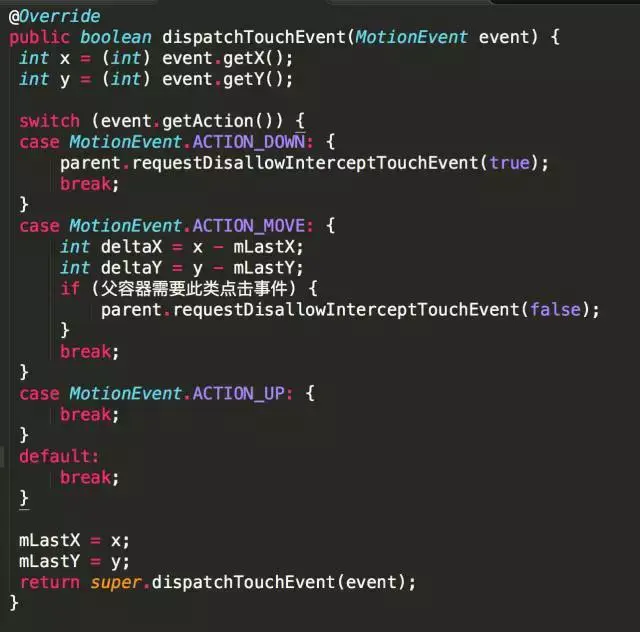 @Override
public boolean dispatchTouchEvent(MotionEvent event) {
int x = (int) event.getX();
int y = (int) event.getY();
switch (event.getAction()) {
case MotionEvent.ACTION_DOWN: {
parent.requestDisallowInterceptTouchEvent(true);
break;
}
case MotionEvent.ACTION_MOVE: {
int deltaX = x - mLastX;
int deltaY = y - mLastY;
if (父容器需要此类点击事件) {
parent.requestDisallowInterceptTouchEvent(false);
}
break;
}
case MotionEvent.ACTION_UP: {
break;
}
default:
break;
}
mLastX = x;
mLastY = y;
return super.dispatchTouchEvent(event);
}